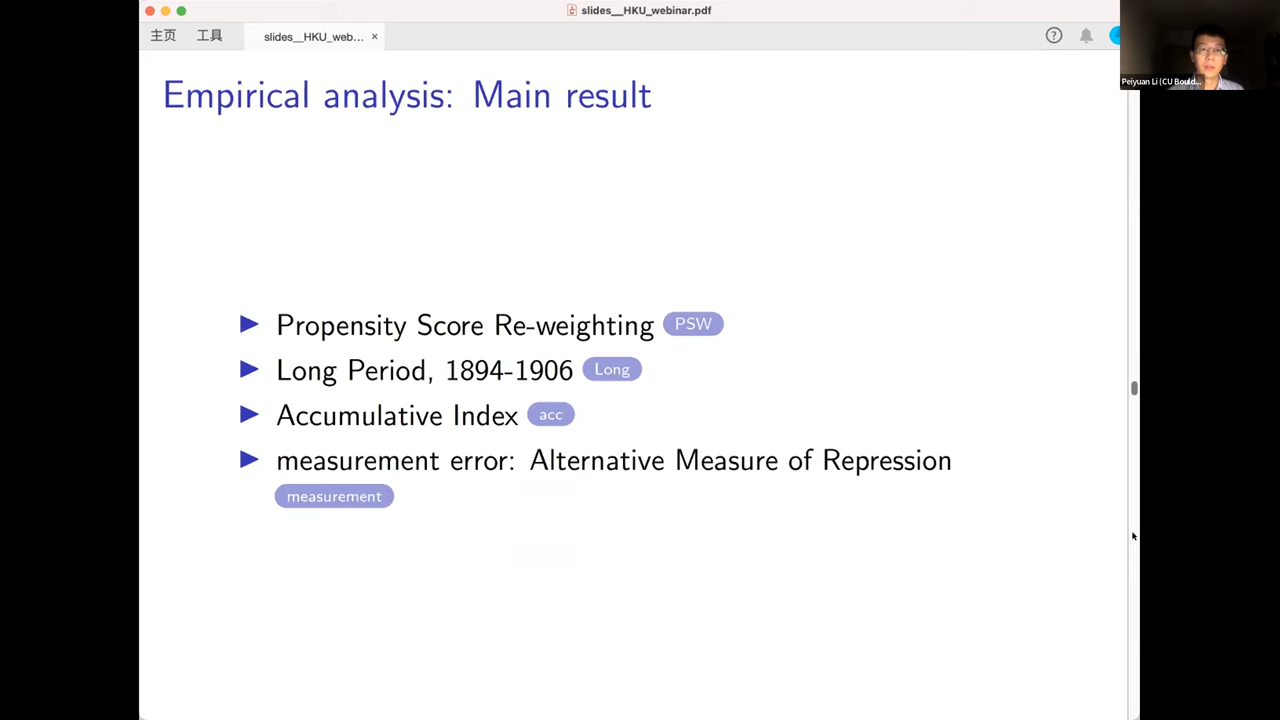 slides__HKU_webinar.pdf
主页 工具 slides__HKU_web... ×
Peiyuan Li (CU Bould...
Empirical analysis: Main result
Propensity Score Re-weighting PSW
Long Period, 1894-1906 Long
Accumulative Index acc
measurement error: Alternative Measure of Repression
measurement